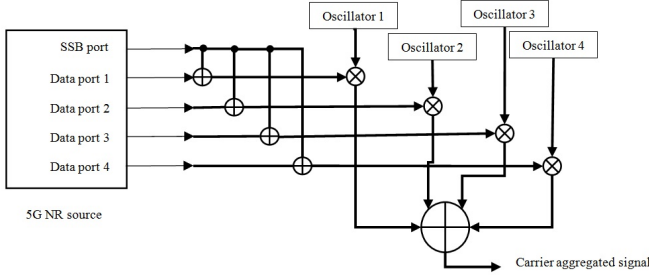 Oscillator 1
Oscillator 3
Oscillator 2
Oscillator 4
SSB port
Data port 1
Data port 2
Data port 3
Data port 4
5G NR source
Carrier aggregated signal